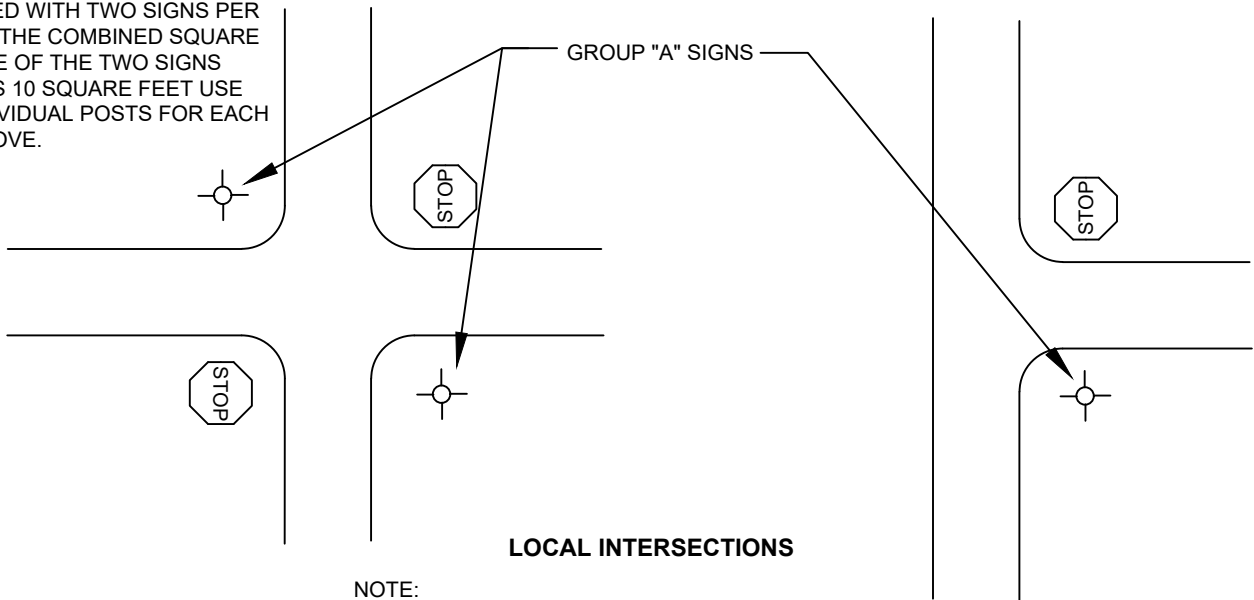 ED WITH TWO SIGNS PER
THE COMBINED SQUARE
E OF THE TWO SIGNS
S 10 SQUARE FEET USE
VIDUAL POSTS FOR EACH
OVE.
GROUP "A" SIGNS
STOP
STOP
STOP
LOCAL INTERSECTIONS
NOTE: